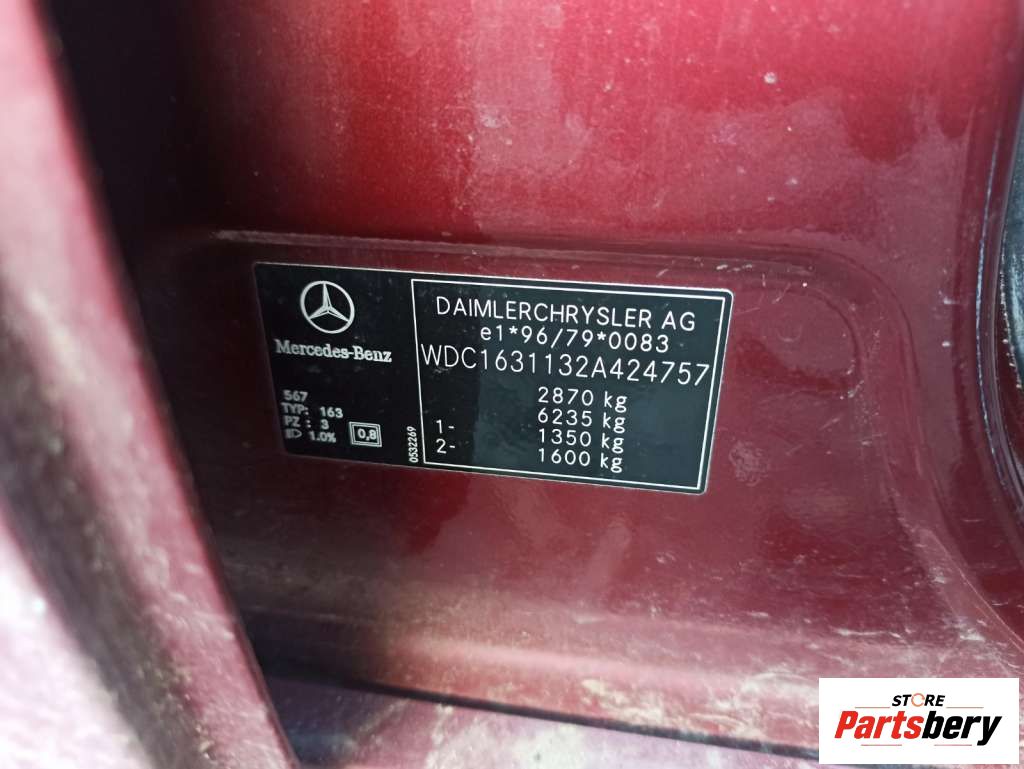 Mercedes-Benz
567
TYP: 163
PZ : 3
1.0%
0,8
0532269
DAIMLERCHRYSLER AG
e1*96/79*0083
WDC1631132A424757
2870 kg
6235 kg
1- 1350 kg
2- 1600 kg
STORE
Partsbery